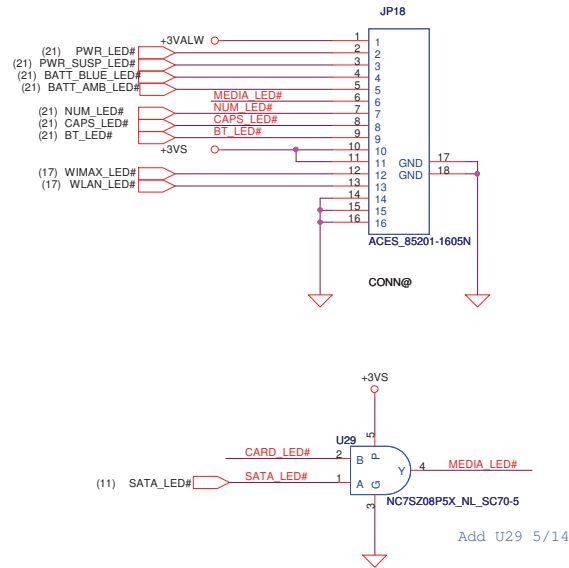 JP18
+3VALW 1 1
(21) PWR_LED# 2 2
(21) PWR_SUSP_LED# 3 3
(21) BATT_BLUE_LED# 4 4
(21) BATT_AMB_LED# 5 5
MEDIA_LED# 6 6
(21) NUM_LED# NUM_LED# 7 7
(21) CAPS_LED# CAPS_LED# 8 8
(21) BT_LED# BT_LED# 9 9
+3VS 10 10
11 11 GND 17
(17) WIMAX_LED# 12 12 GND 18
(17) WLAN_LED# 13 13
14 14
15 15
16 16
ACES_85201-1605N
CONN@
+3VS
U29 5
CARD_LED# 2 B P
Y 4 MEDIA_LED#
(11) SATA_LED# SATA_LED# 1 A G
3 NC7SZ08P5X_NL_SC70-5
Add U29 5/14